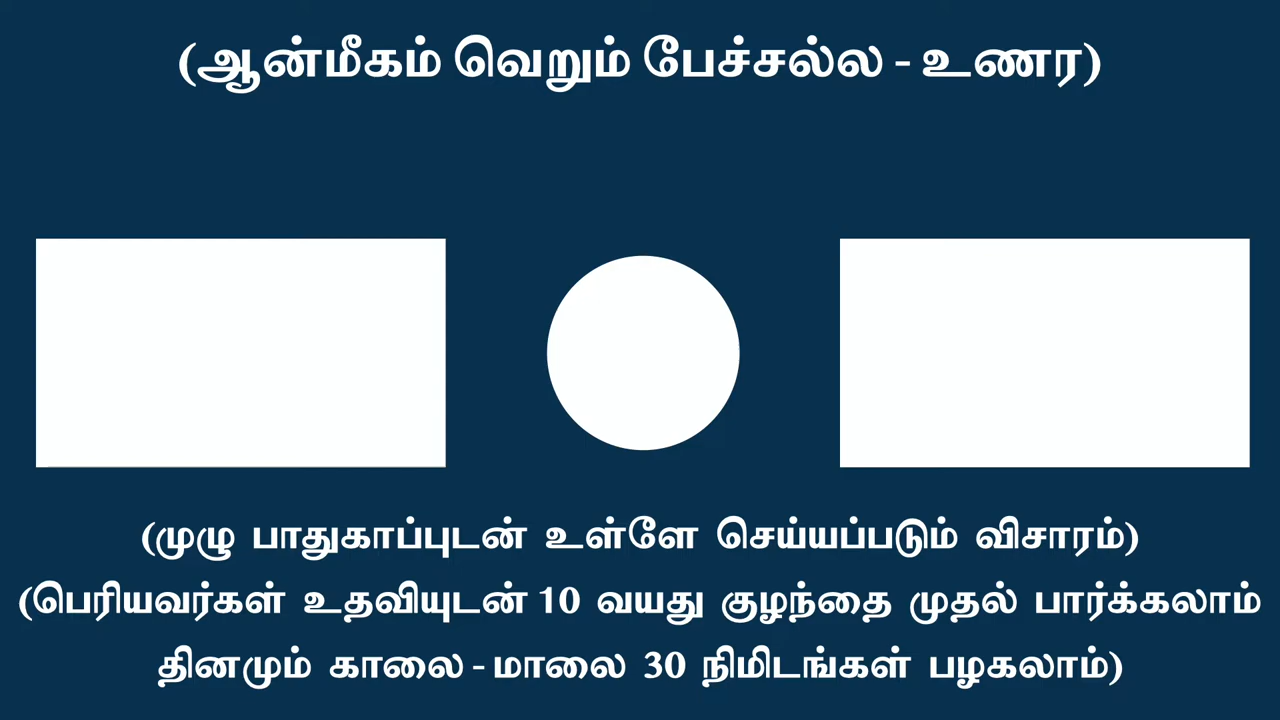 (ஆன்மீகம் வெறும் பேச்சல்ல - உணர)
(முழு பாதுகாப்புடன் உள்ளே செய்யப்படும் விசாரம்)
(பெரியவர்கள் உதவியுடன் 10 வயது குழந்தை முதல் பார்க்கலாம்
தினமும் காலை - மாலை 30 நிமிடங்கள் பழகலாம்)